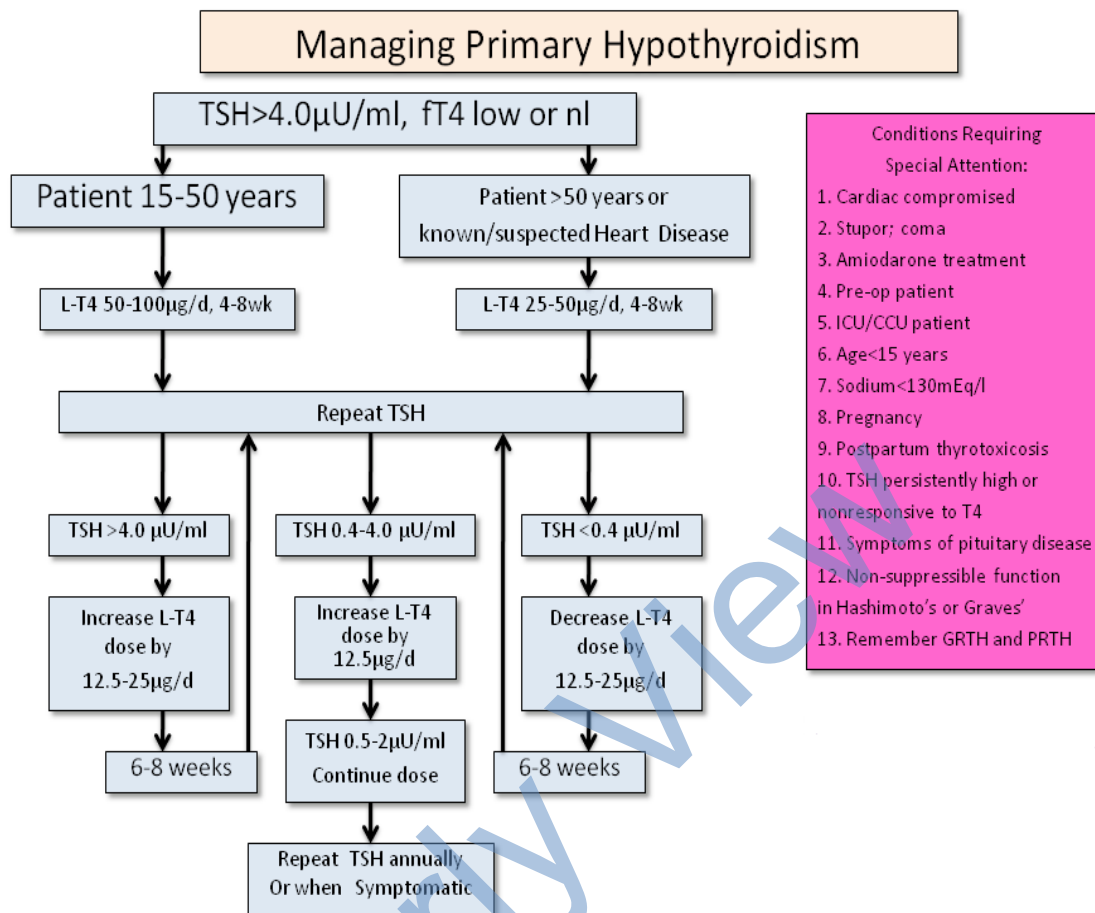 Managing Primary Hypothyroidism
TSH>4.0µU/ml, fT4 low or nl
Patient 15-50 years
Patient >50 years or
known/suspected Heart Disease
L-T4 50-100µg/d, 4-8wk
L-T4 25-50µg/d, 4-8wk
Repeat TSH
TSH >4.0 µU/ml
TSH 0.4-4.0 µU/ml
TSH <0.4 µU/ml
Increase L-T4
dose by
12.5-25µg/d
Increase L-T4
dose by
12.5µg/d
Decrease L-T4
dose by
12.5-25µg/d
6-8 weeks
TSH 0.5-2µU/ml
Continue dose
6-8 weeks
Repeat TSH annually
Or when Symptomatic
Conditions Requiring
Special Attention:
1. Cardiac compromised
2. Stupor; coma
3. Amiodarone treatment
4. Pre-op patient
5. ICU/CCU patient
6. Age<15 years
7. Sodium<130mEq/l
8. Pregnancy
9. Postpartum thyrotoxicosis
10. TSH persistently high or
nonresponsive to T4
11. Symptoms of pituitary disease
12. Non-suppressible function
in Hashimoto's or Graves'
13. Remember GRTH and PRTH
rly View